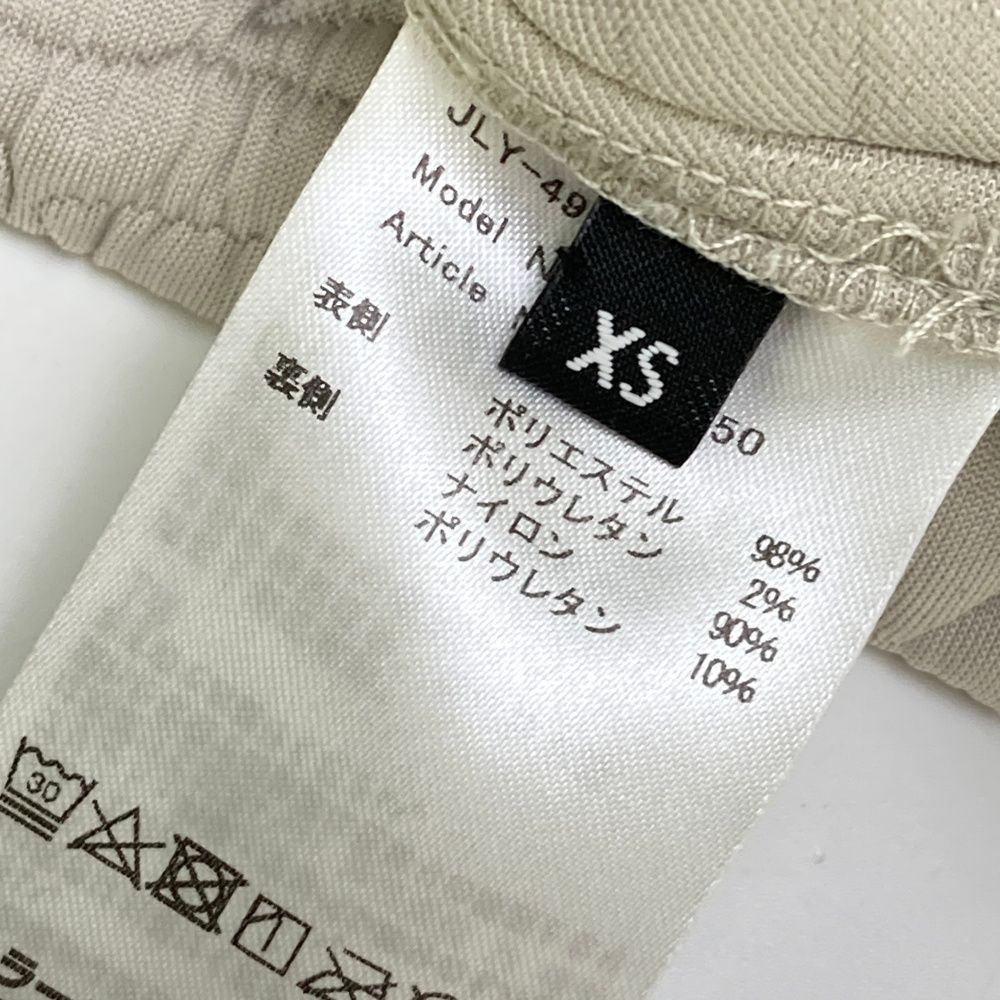 JLY-49
Model
Article
XS
50
表側 ポリエステル 98%
ポリウレタン 2%
裏側 ナイロン 90%
ポリウレタン 10%
30